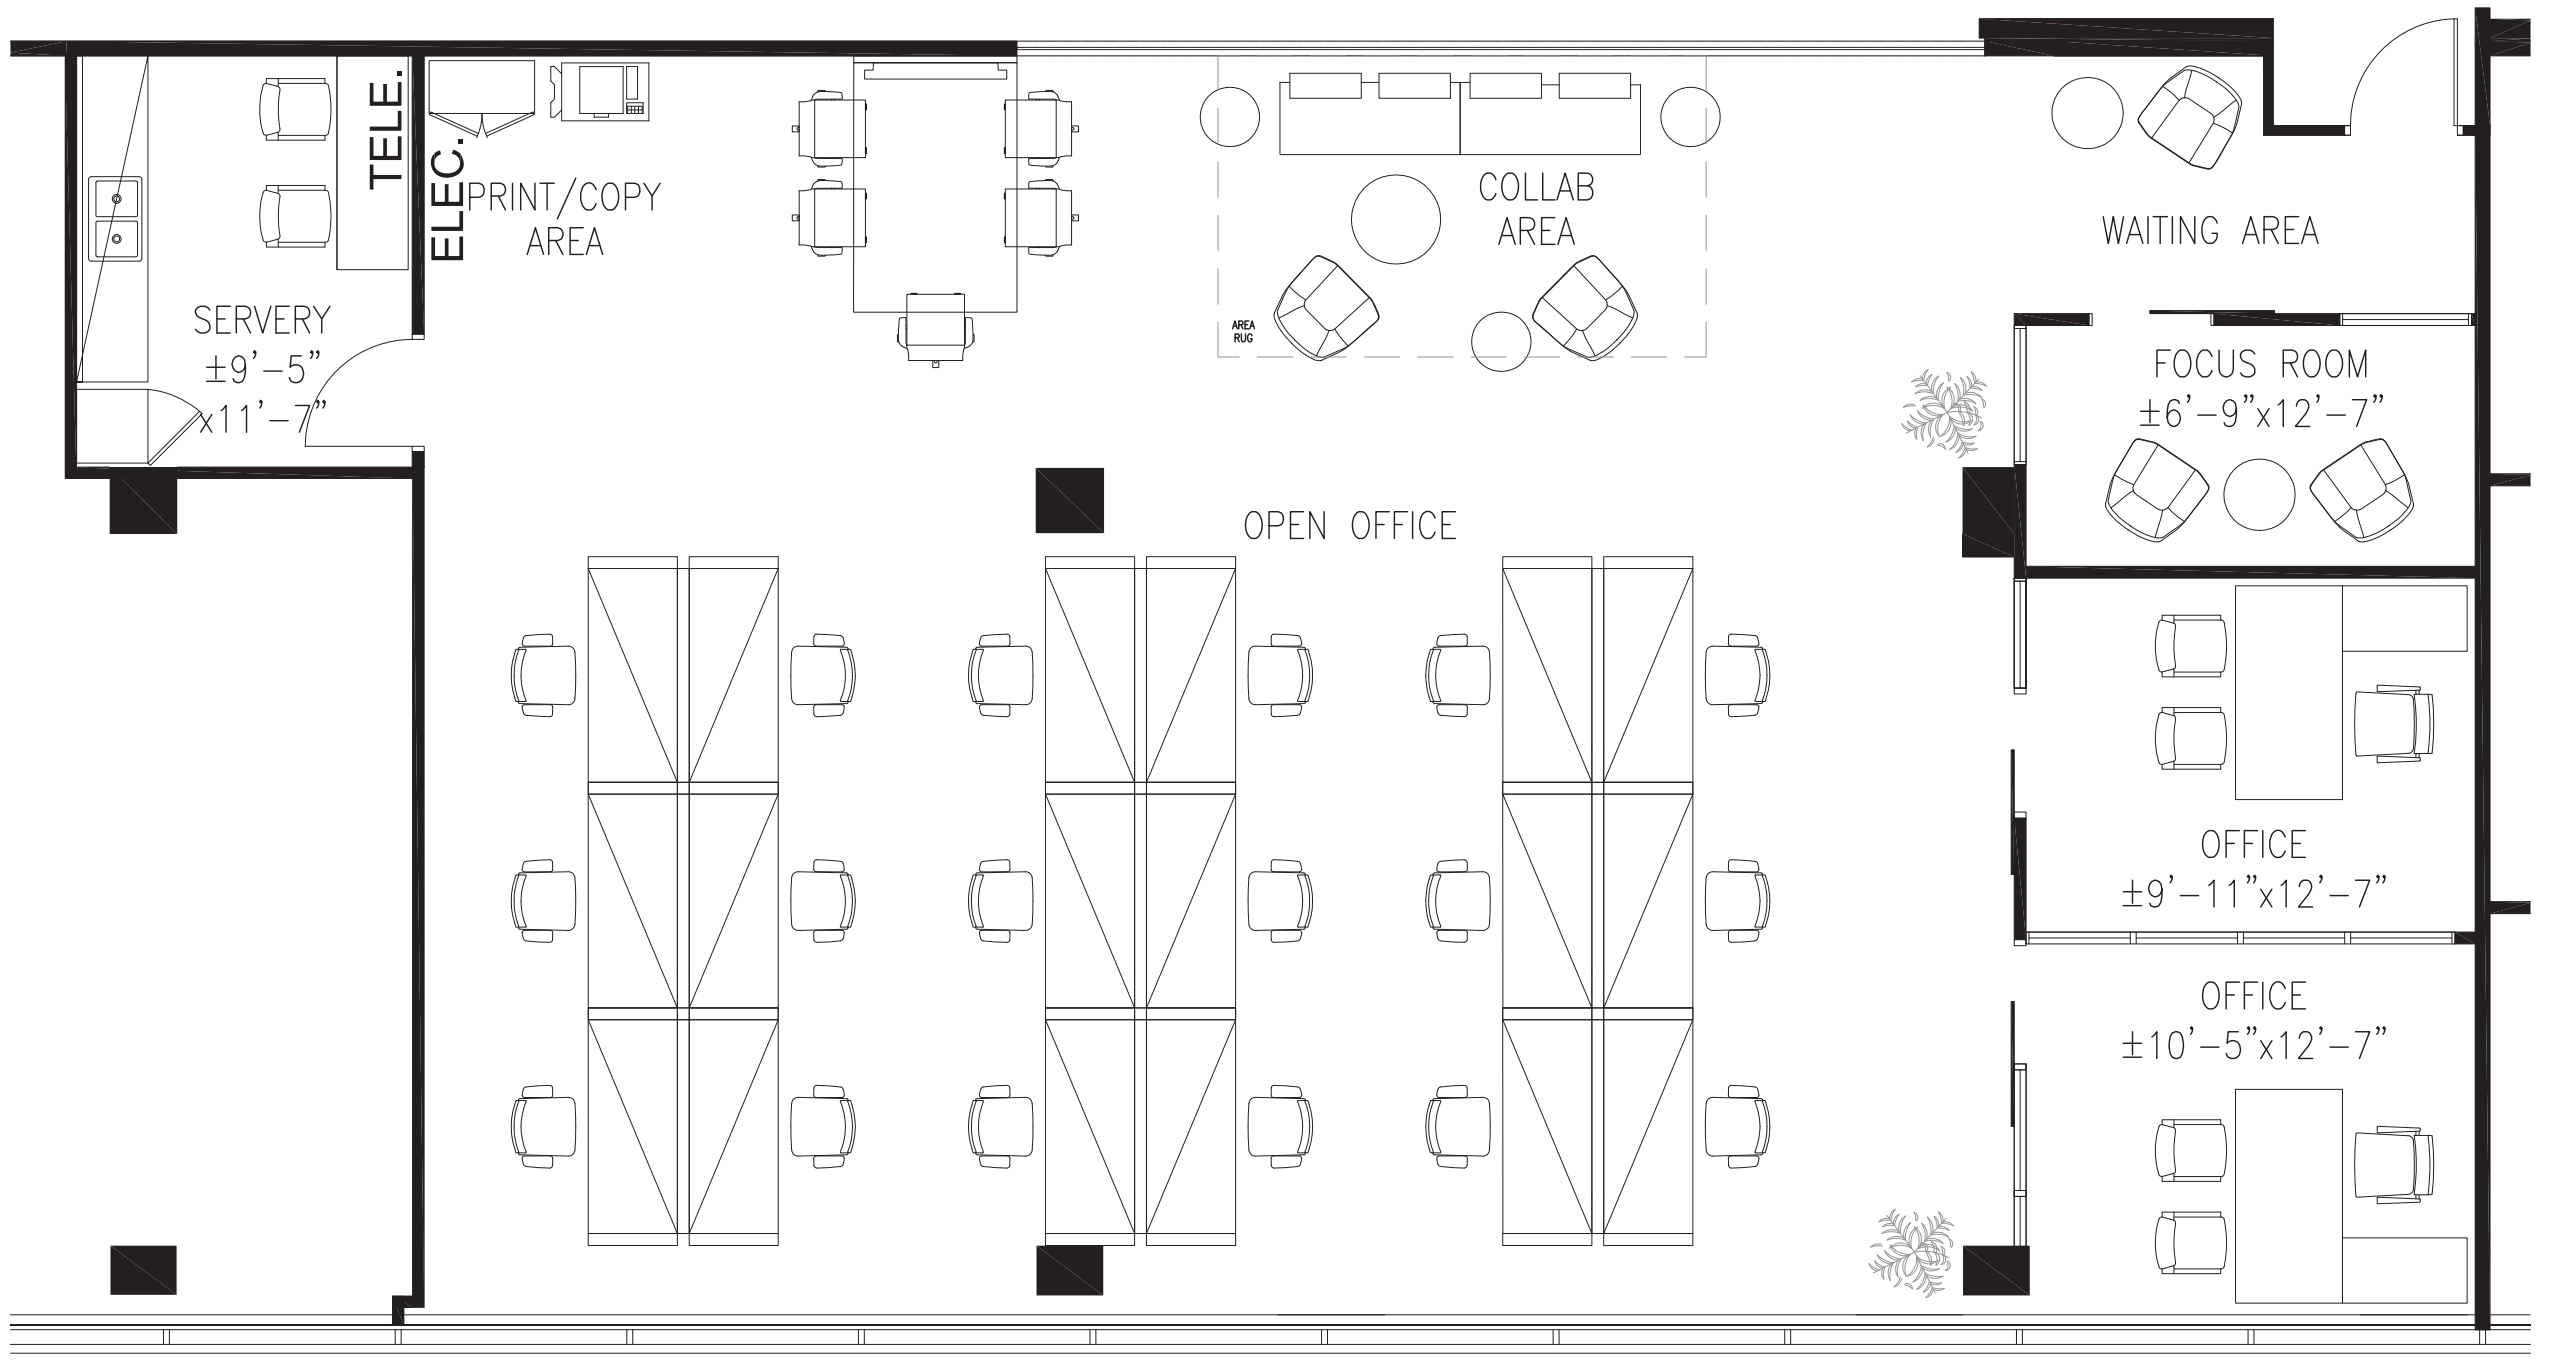 TELE.
ELEC.
PRINT/COPY
AREA
SERVERY
±9'-5"
x11'-7"
COLLAB
AREA
AREA
RUG
WAITING AREA
FOCUS ROOM
±6'-9"x12'-7"
OPEN OFFICE
OFFICE
±9'-11"x12'-7"
OFFICE
±10'-5"x12'-7"